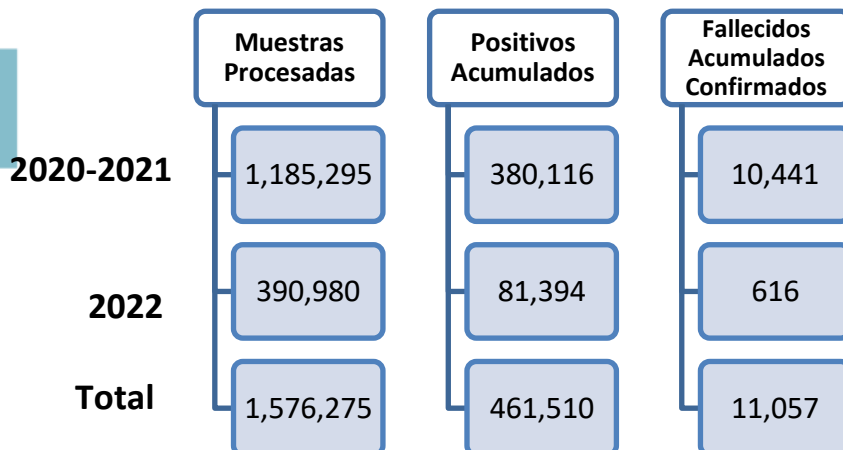 Muestras
Procesadas
Positivos
Acumulados
Fallecidos
Acumulados
Confirmados
2020-2021
1,185,295
380,116
10,441
2022
390,980
81,394
616
Total
1,576,275
461,510
11,057